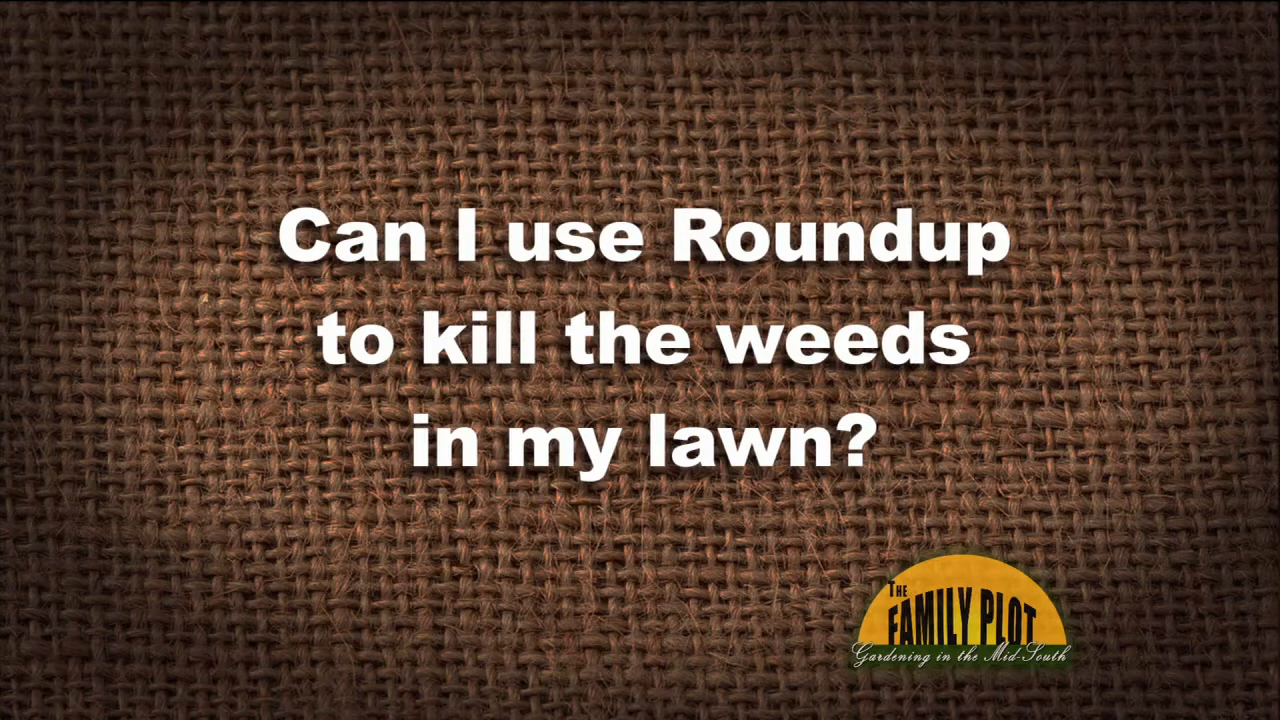 Can I use Roundup
to kill the weeds
in my lawn?
THE
FAMILY PLOT
Gardening in the Mid-South